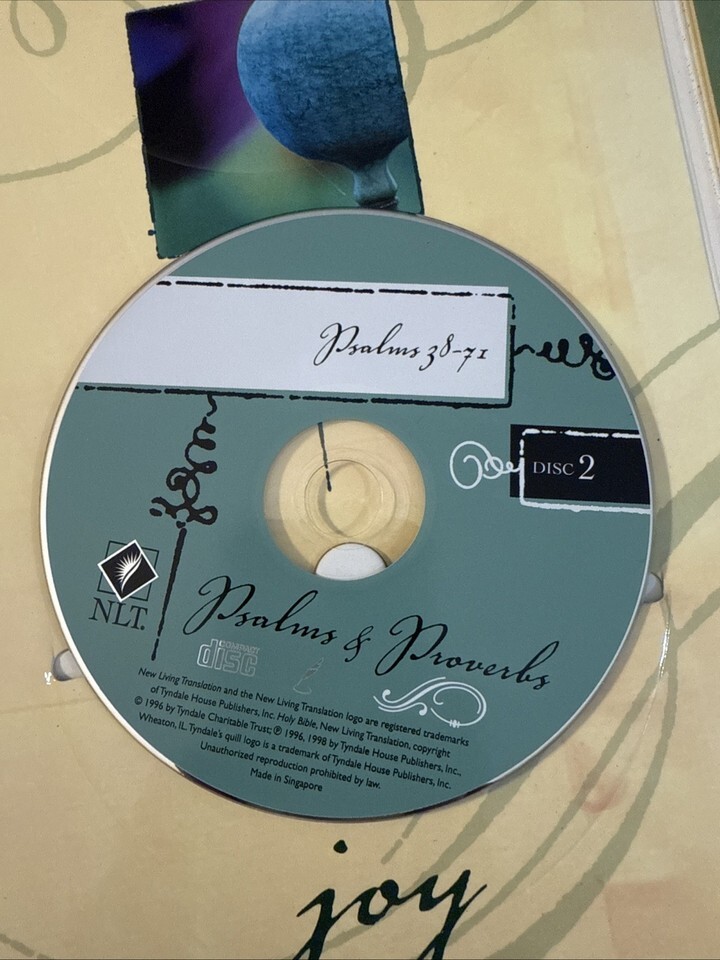 Psalms 38-71
DISC 2
NLT.
Psalms & Proverbs
COMPACT
disc
New Living Translation and the New Living Translation logo are registered trademarks
of Tyndale House Publishers, Inc. Holy Bible, New Living Translation, copyright
© 1996 by Tyndale Charitable Trust; ℗ 1996, 1998 by Tyndale House Publishers, Inc.,
Wheaton, IL. Tyndale's quill logo is a trademark of Tyndale House Publishers, Inc.
Unauthorized reproduction prohibited by law.
Made in Singapore
joy